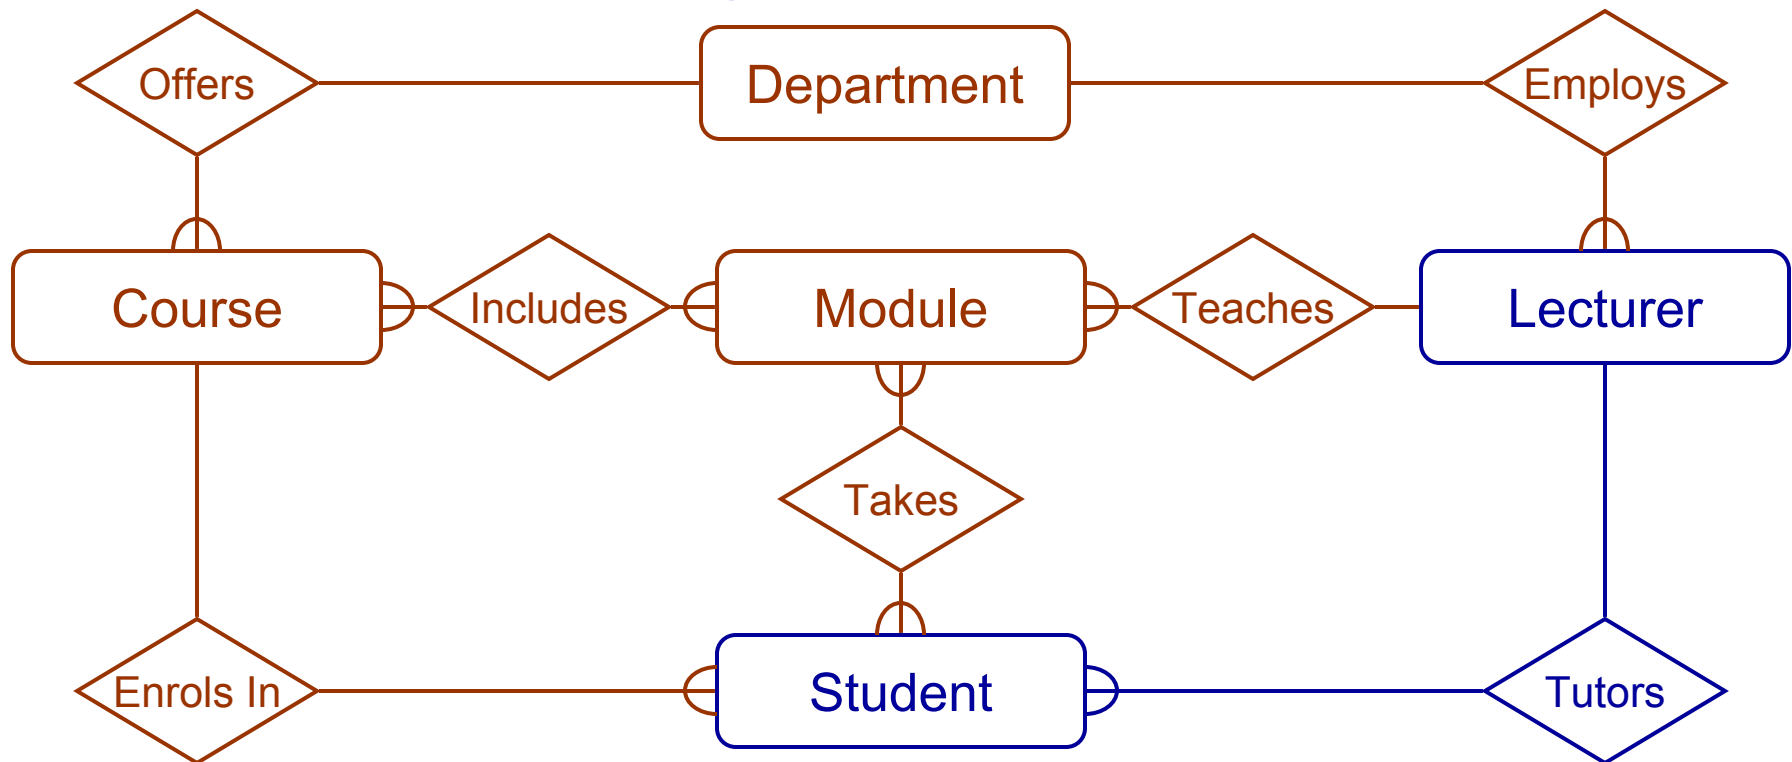 Offers
Department
Employs
Course
Includes
Module
Teaches
Lecturer
Takes
Enrols In
Student
Tutors